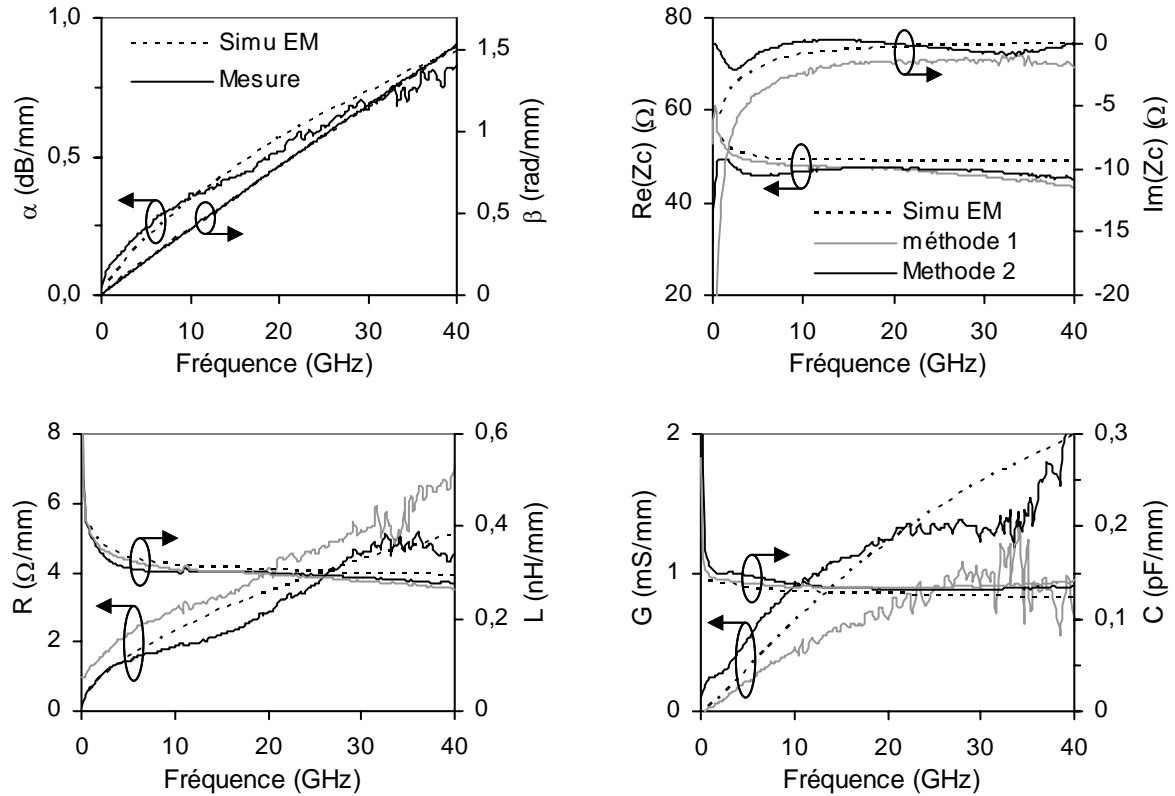 1,0
0,5
0,0
α (dB/mm)
Simu EM
Mesure
1,5
1
0,5
0
β (rad/mm)
0 10 20 30 40
Fréquence (GHz)
80
60
40
20
Re(Zc) (Ω)
0
-5
-10
-15
-20
Im(Zc) (Ω)
Simu EM
méthode 1
Methode 2
0 10 20 30 40
Fréquence (GHz)
8
6
4
2
0
R (Ω/mm)
0,6
0,4
0,2
0
L (nH/mm)
0 10 20 30 40
Fréquence (GHz)
2
1
0
G (mS/mm)
0,3
0,2
0,1
0
C (pF/mm)
0 10 20 30 40
Fréquence (GHz)